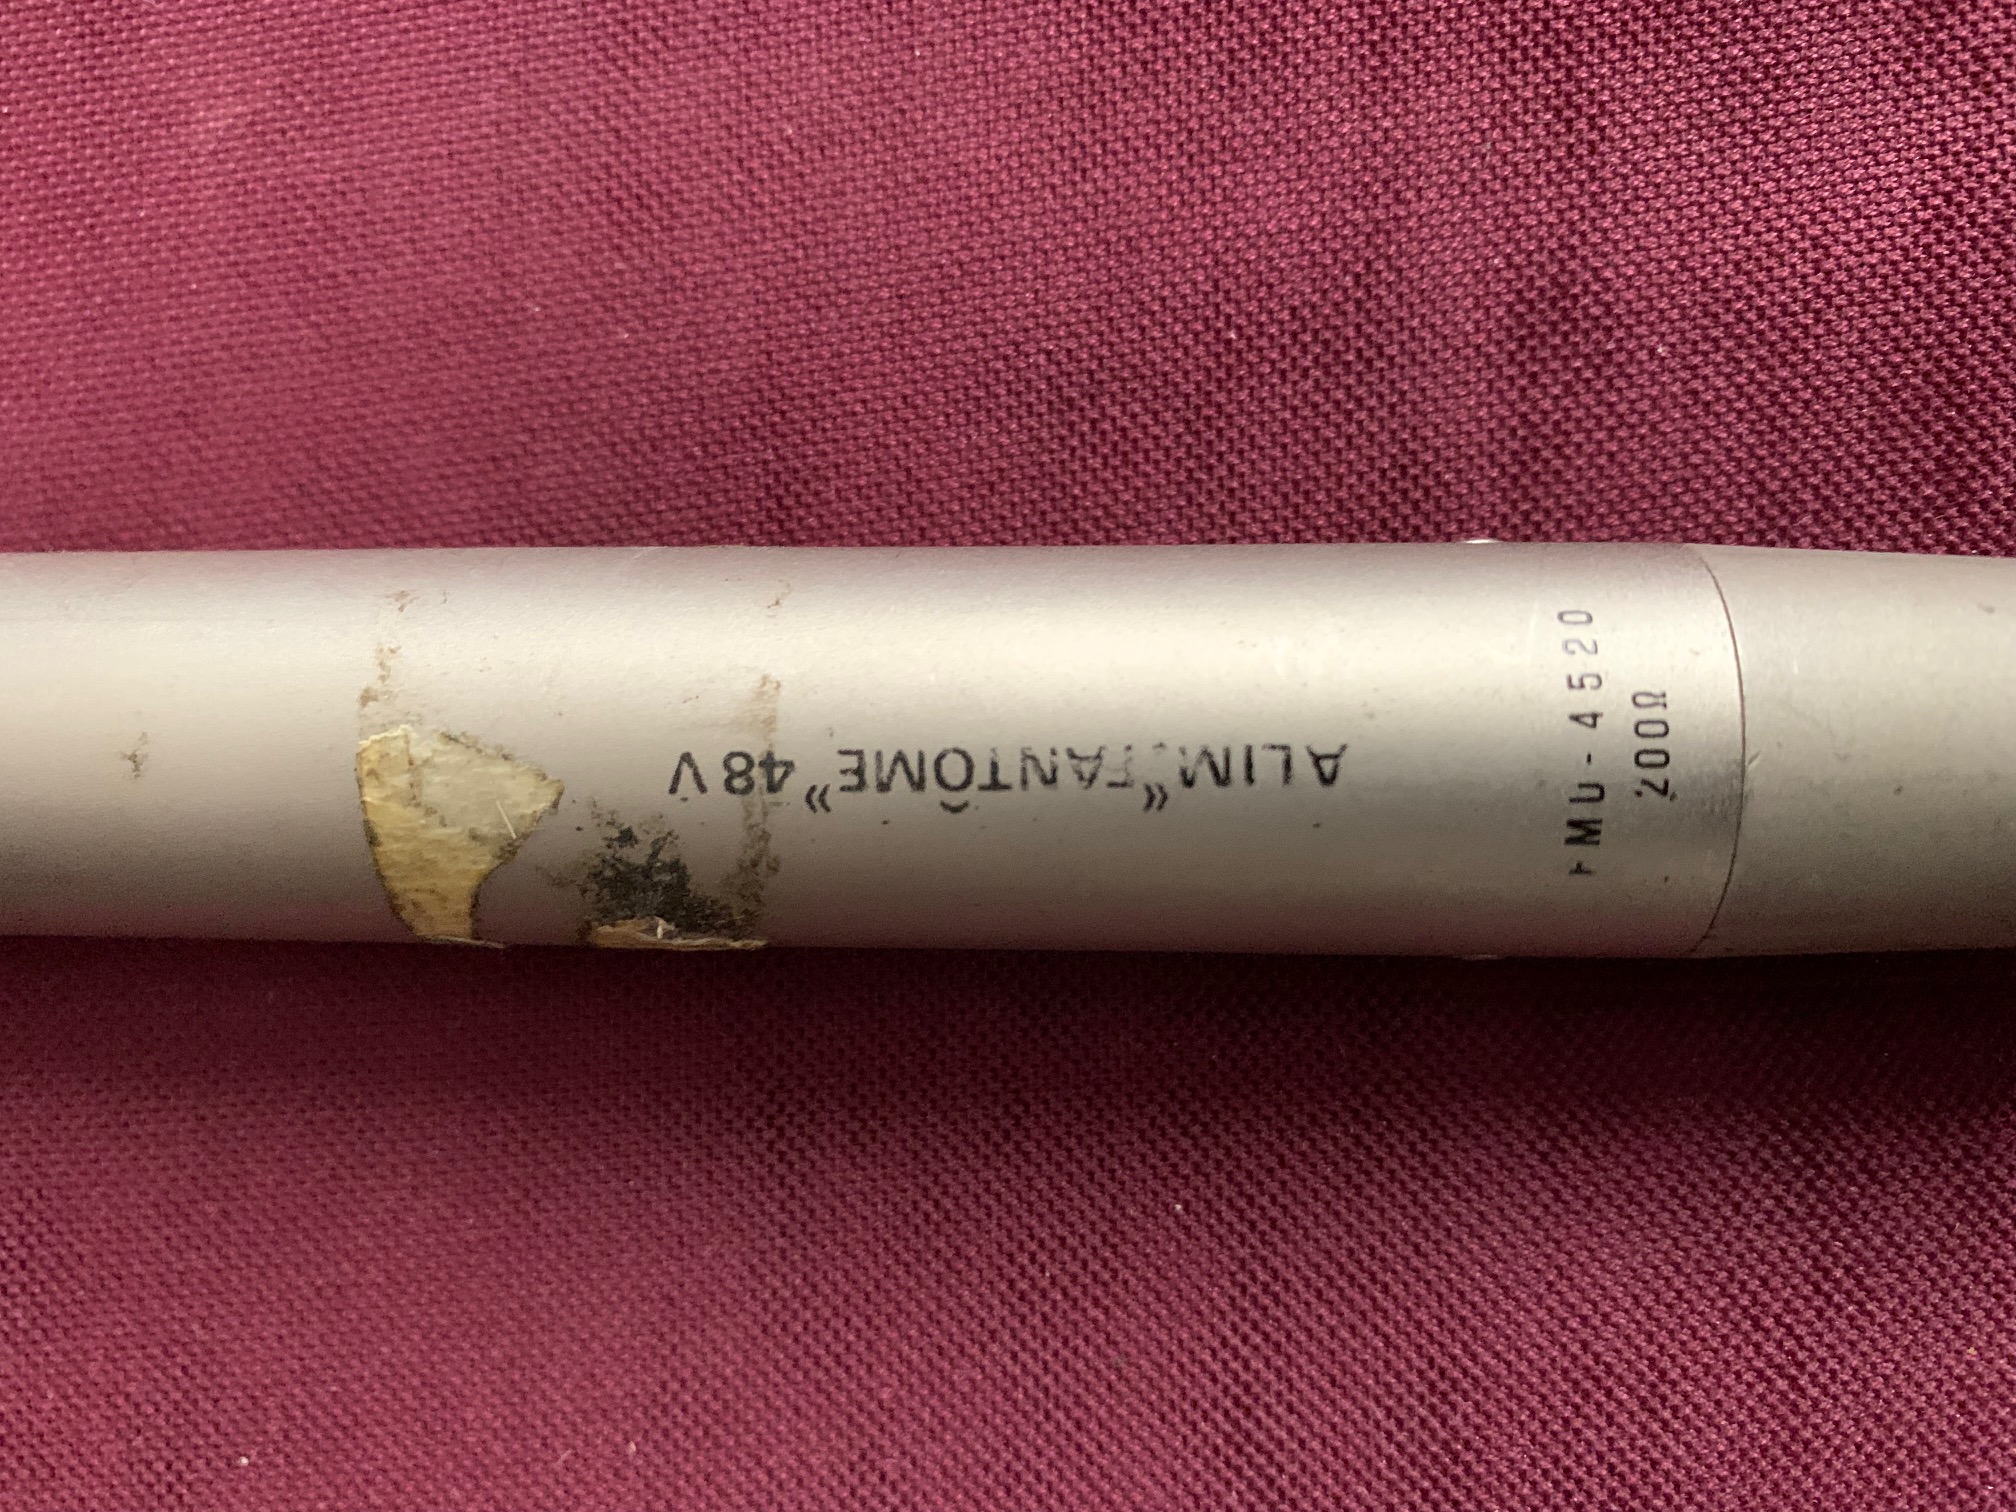 ALIM. «FANTÔME» 48 V
MU-4520
200Ω